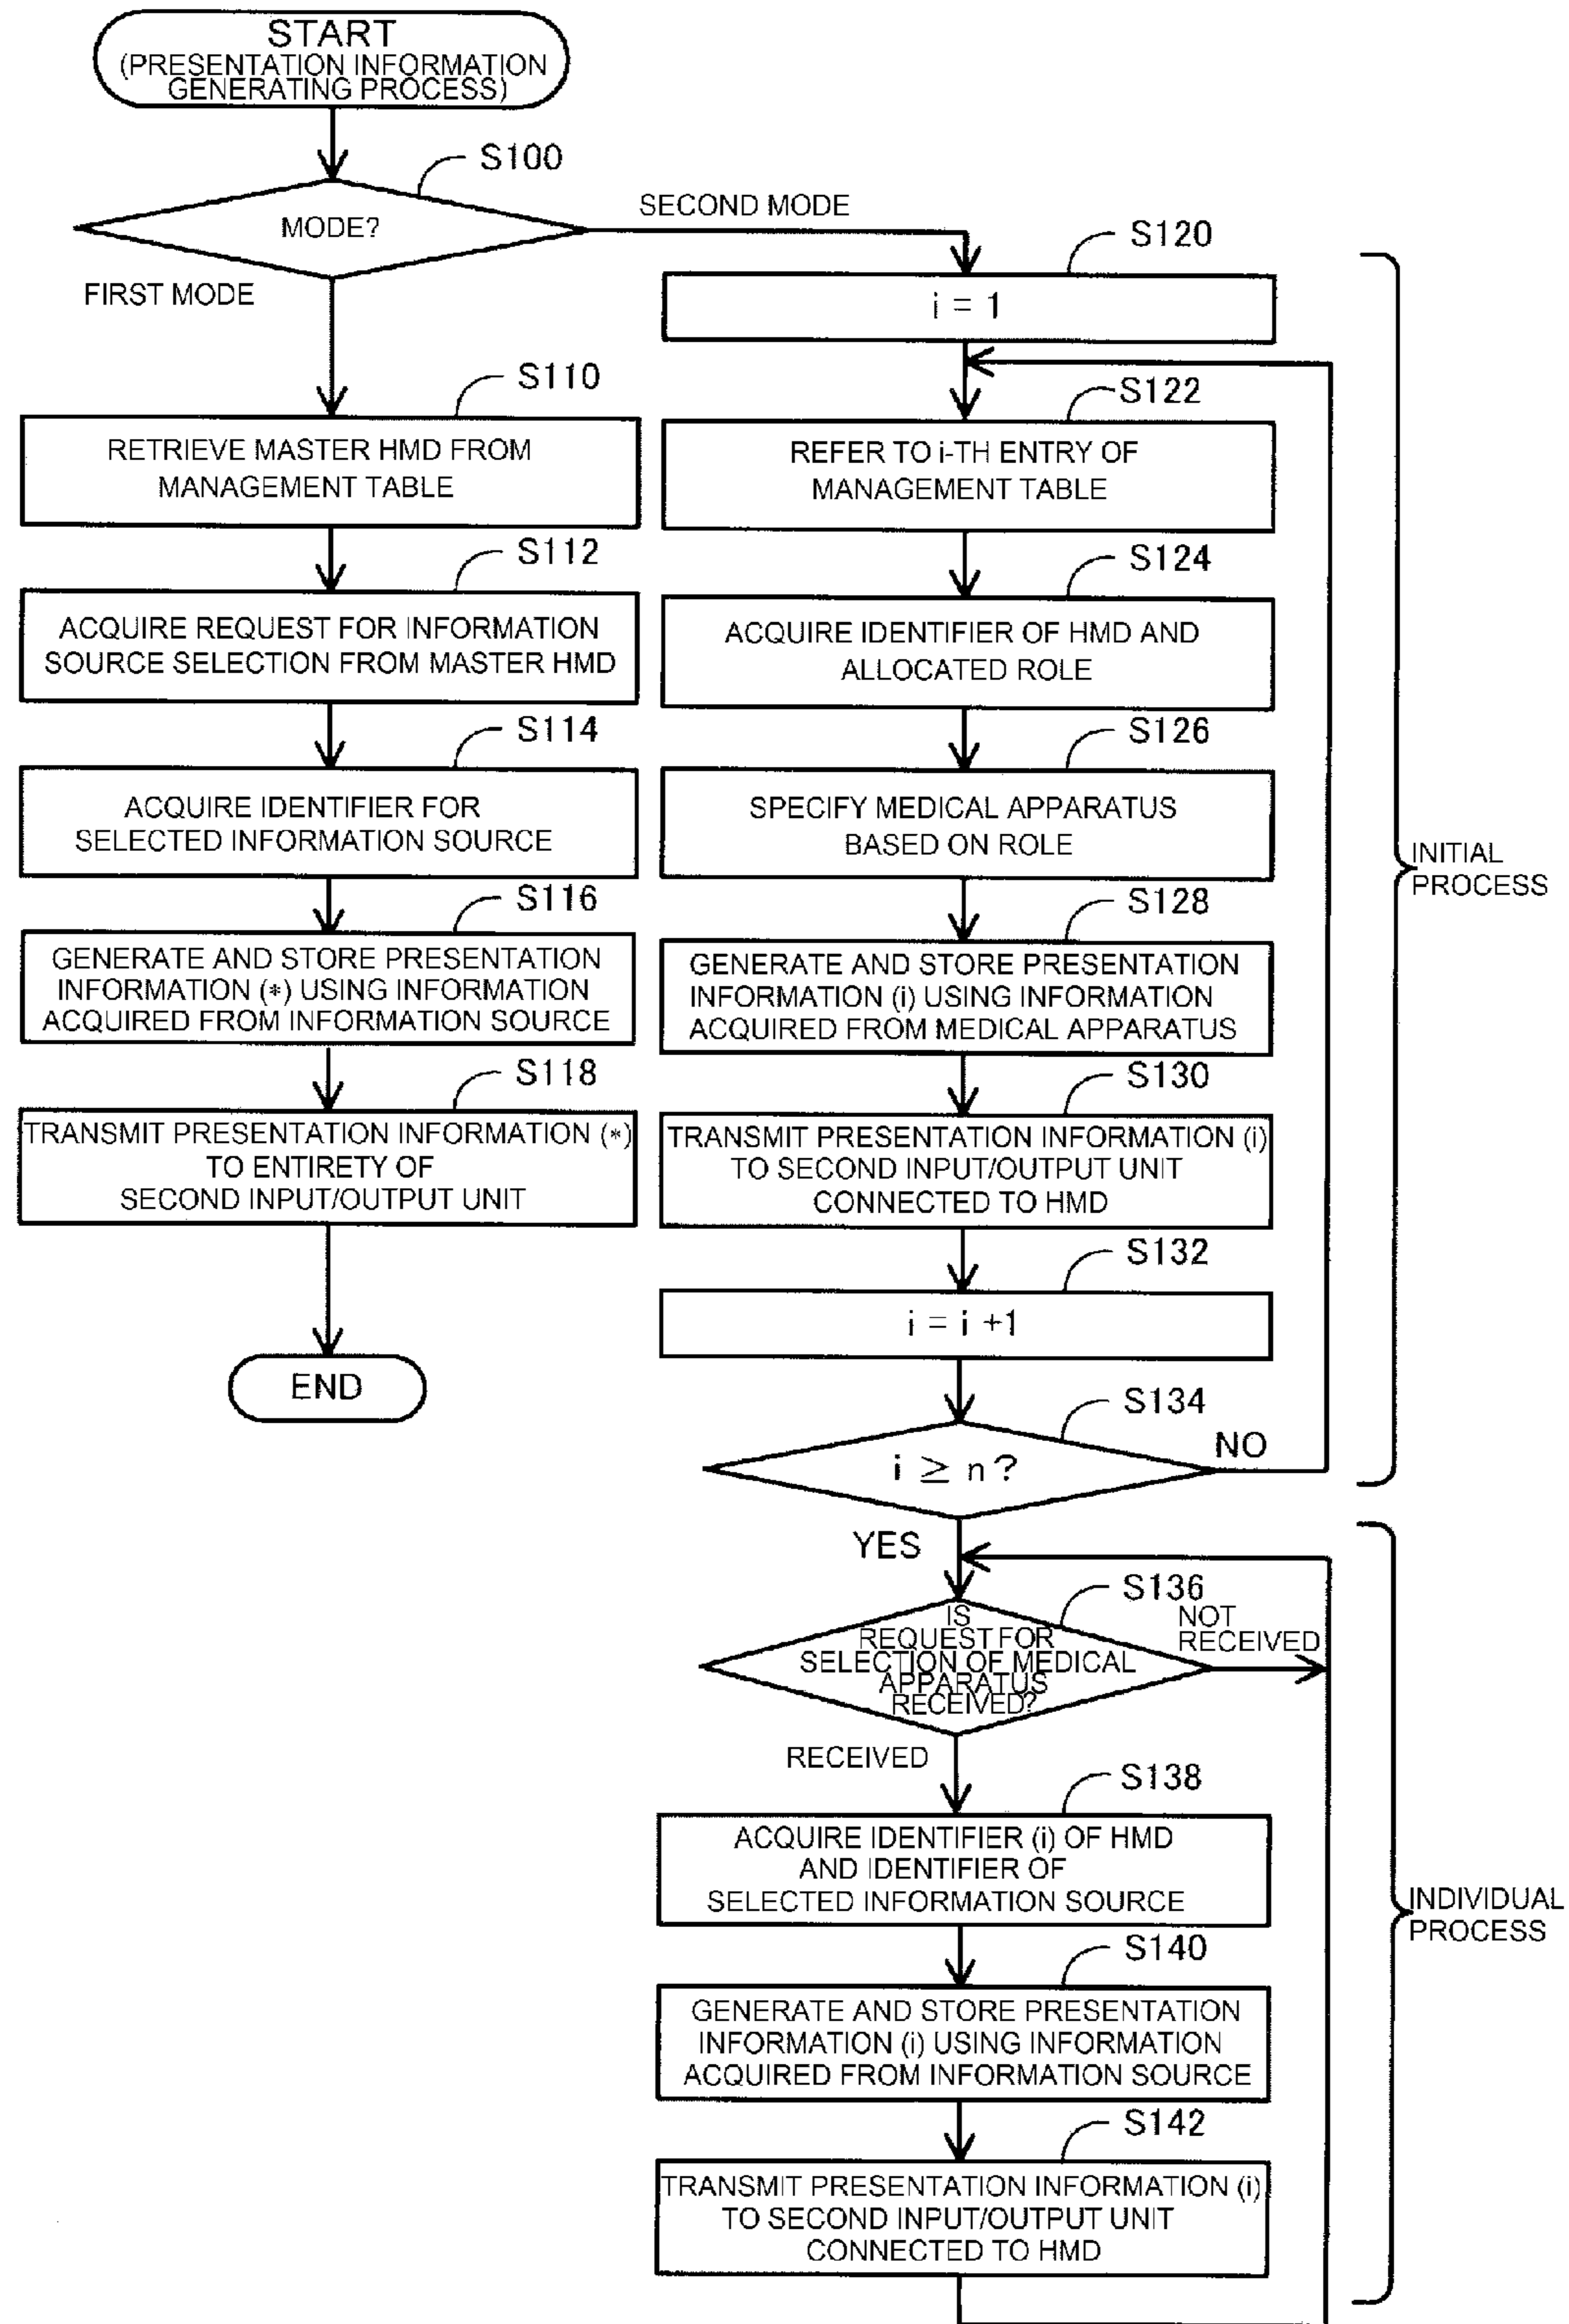 START
(PRESENTATION INFORMATION
GENERATING PROCESS)
S100
MODE?
SECOND MODE
FIRST MODE
S110
RETRIEVE MASTER HMD FROM
MANAGEMENT TABLE
S112
ACQUIRE REQUEST FOR INFORMATION
SOURCE SELECTION FROM MASTER HMD
S114
ACQUIRE IDENTIFIER FOR
SELECTED INFORMATION SOURCE
S116
GENERATE AND STORE PRESENTATION
INFORMATION (*) USING INFORMATION
ACQUIRED FROM INFORMATION SOURCE
S118
TRANSMIT PRESENTATION INFORMATION (*)
TO ENTIRETY OF
SECOND INPUT/OUTPUT UNIT
END
S120
i = 1
S122
REFER TO i-TH ENTRY OF
MANAGEMENT TABLE
S124
ACQUIRE IDENTIFIER OF HMD AND
ALLOCATED ROLE
S126
SPECIFY MEDICAL APPARATUS
BASED ON ROLE
S128
GENERATE AND STORE PRESENTATION
INFORMATION (i) USING INFORMATION
ACQUIRED FROM MEDICAL APPARATUS
S130
TRANSMIT PRESENTATION INFORMATION (i)
TO SECOND INPUT/OUTPUT UNIT
CONNECTED TO HMD
S132
i = i +1
S134
i ≥ n?
NO
YES
INITIAL
PROCESS
S136
IS
REQUEST FOR
SELECTION OF MEDICAL
APPARATUS
RECEIVED?
NOT
RECEIVED
RECEIVED
S138
ACQUIRE IDENTIFIER (i) OF HMD
AND IDENTIFIER OF
SELECTED INFORMATION SOURCE
S140
GENERATE AND STORE PRESENTATION
INFORMATION (i) USING INFORMATION
ACQUIRED FROM INFORMATION SOURCE
S142
TRANSMIT PRESENTATION INFORMATION (i)
TO SECOND INPUT/OUTPUT UNIT
CONNECTED TO HMD
INDIVIDUAL
PROCESS